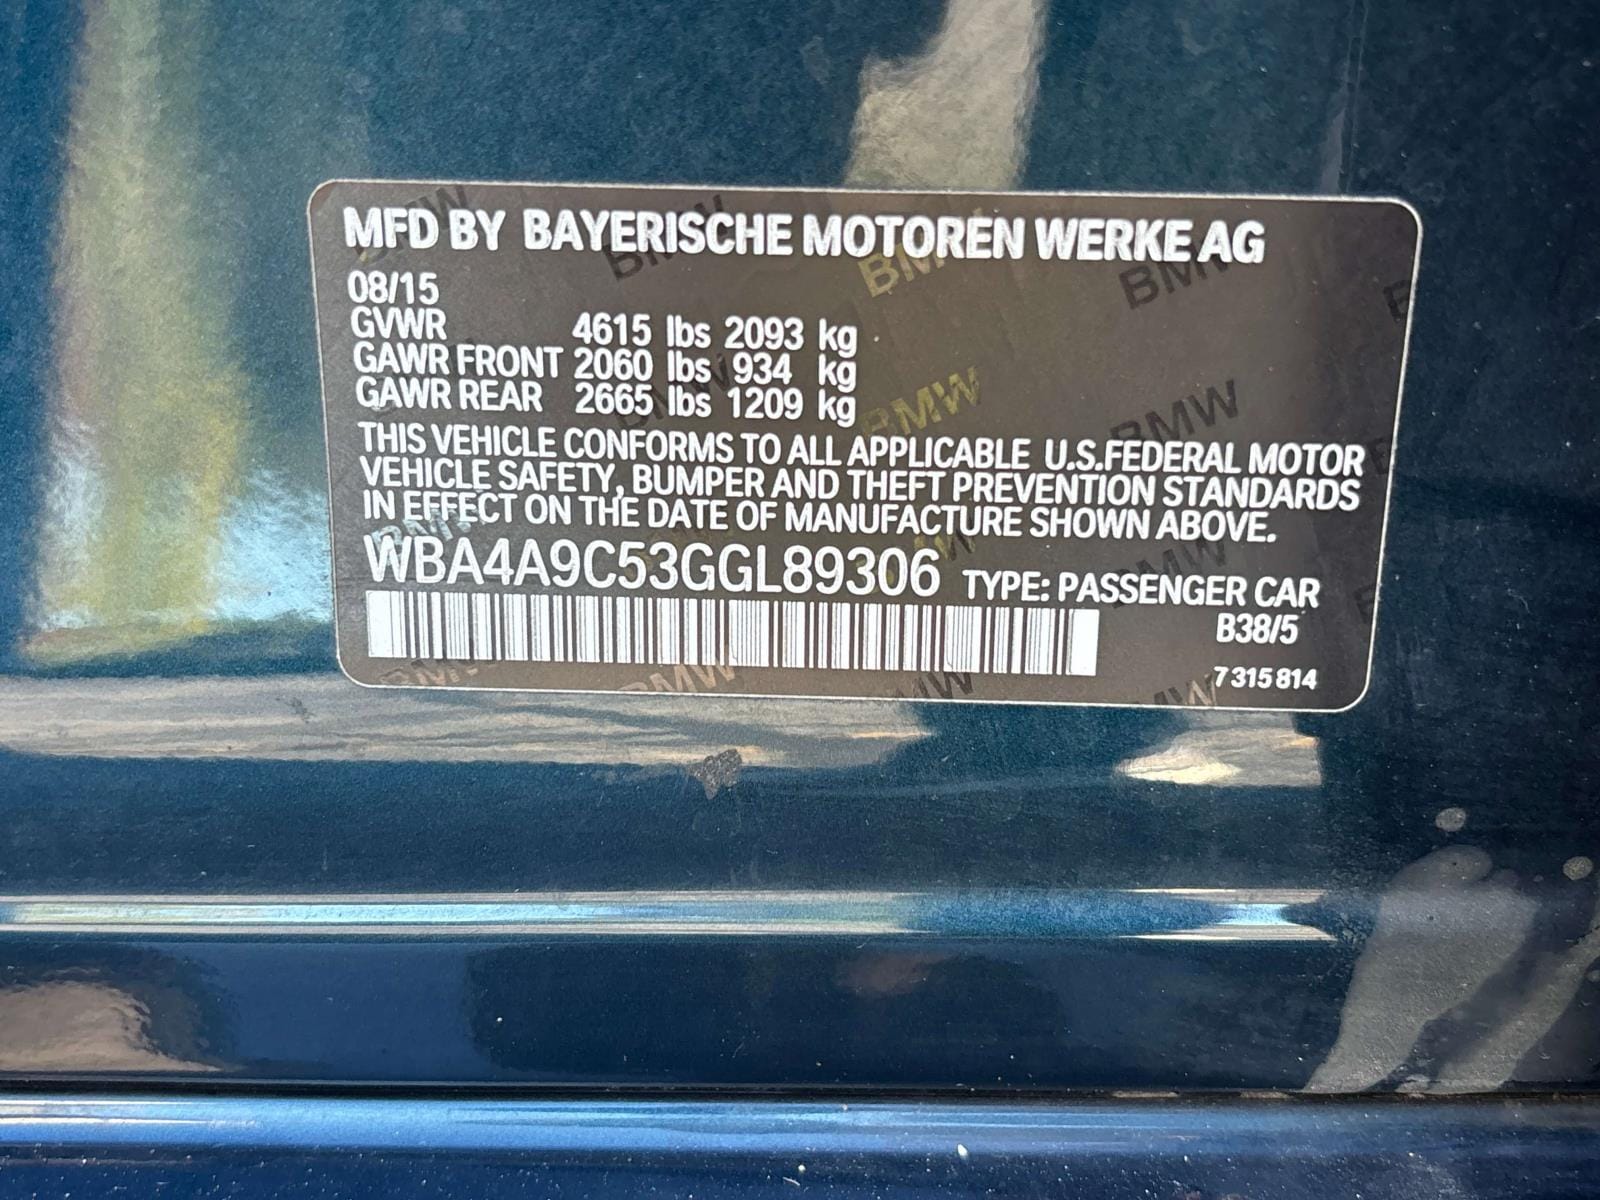 MFD BY BAYERISCHE MOTOREN WERKE AG
08/15
GVWR 4615 lbs 2093 kg
GAWR FRONT 2060 lbs 934 kg
GAWR REAR 2665 lbs 1209 kg
THIS VEHICLE CONFORMS TO ALL APPLICABLE U.S.FEDERAL MOTOR
VEHICLE SAFETY, BUMPER AND THEFT PREVENTION STANDARDS
IN EFFECT ON THE DATE OF MANUFACTURE SHOWN ABOVE.
WBA4A9C53GGL89306 TYPE: PASSENGER CAR
B38/5
7 315 814